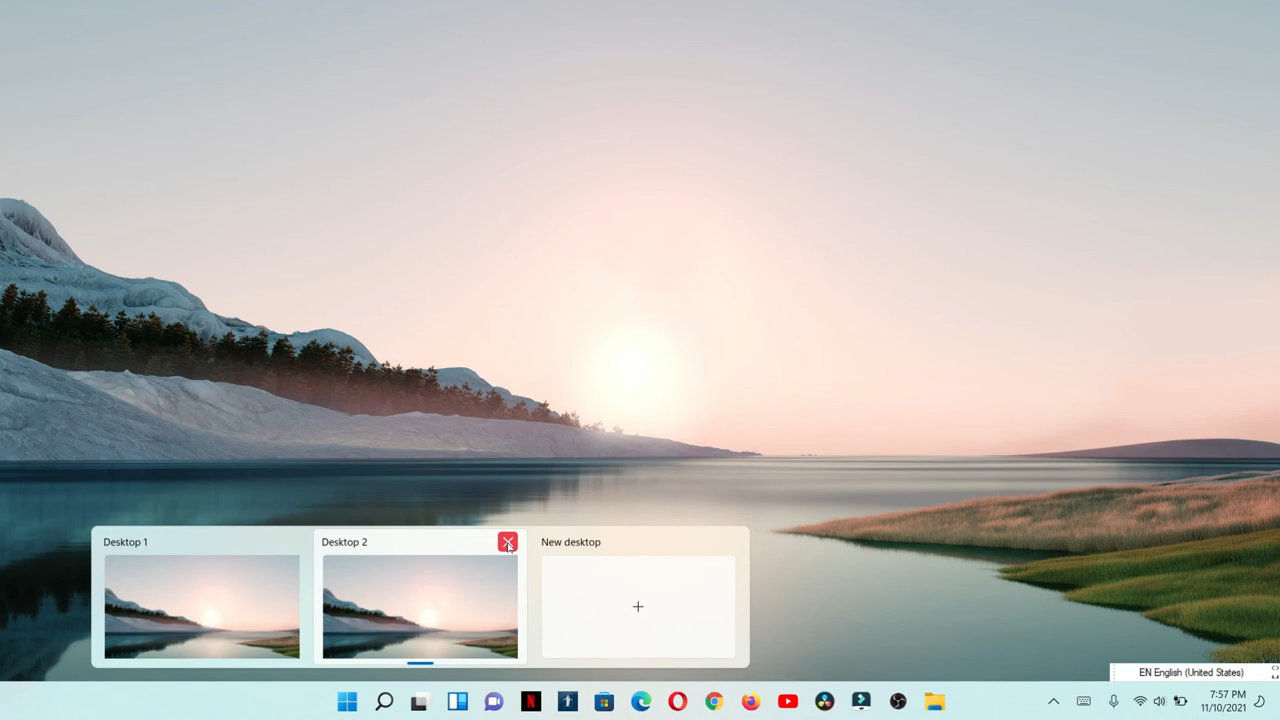 Desktop 1
Desktop 2
New desktop
EN English (United States)
7:57 PM
11/10/2021